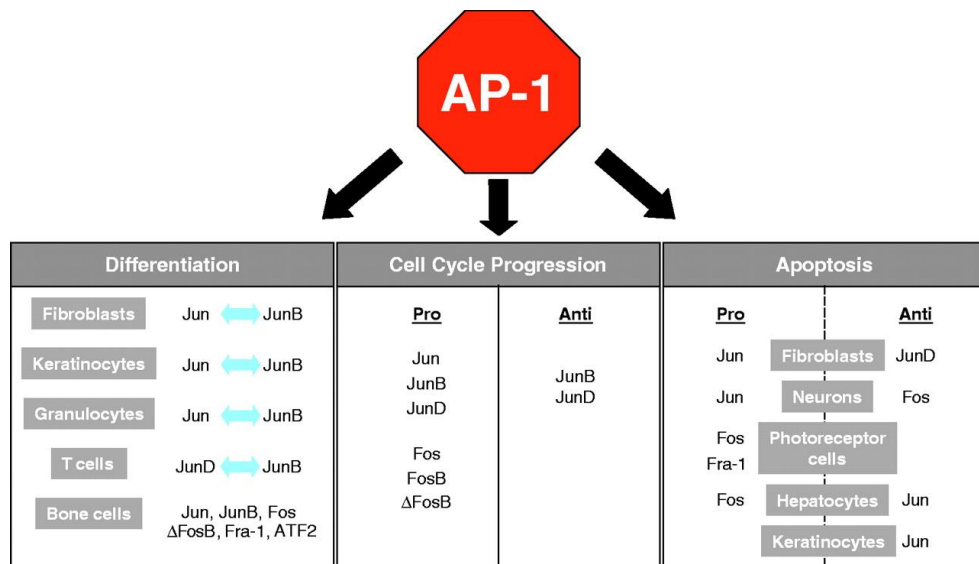 AP-1
Differentiation
Fibroblasts Jun JunB
Keratinocytes Jun JunB
Granulocytes Jun JunB
T cells JunD JunB
Bone cells Jun, JunB, Fos
ΔFosB, Fra-1, ATF2
Cell Cycle Progression
Pro Anti
Jun
JunB JunB
JunD JunD
Fos
FosB
ΔFosB
Apoptosis
Pro Anti
Jun Fibroblasts JunD
Jun Neurons Fos
Fos Photoreceptor
Fra-1 cells
Fos Hepatocytes Jun
Keratinocytes Jun